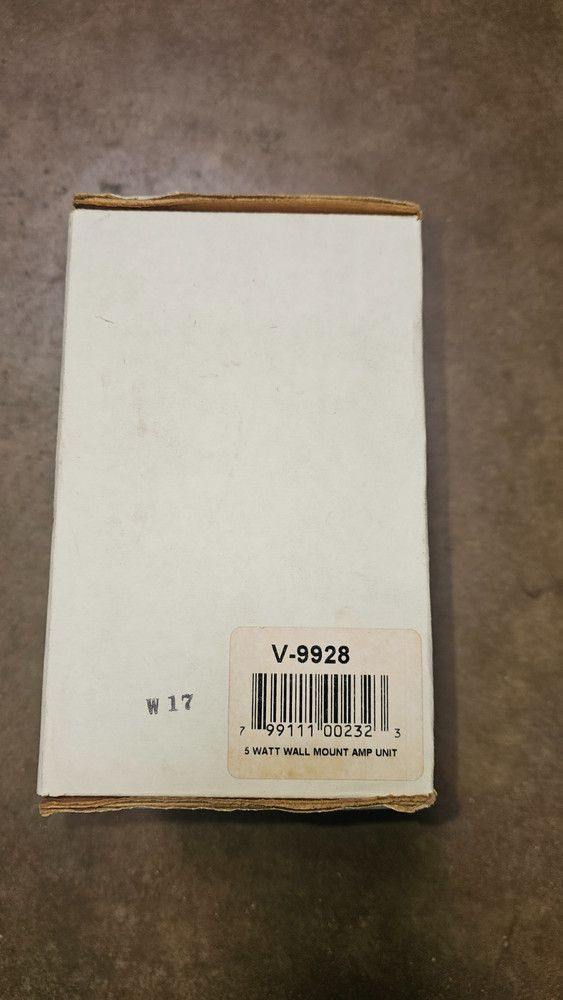 V-9928
W 17
7 99111 00232 3
5 WATT WALL MOUNT AMP UNIT